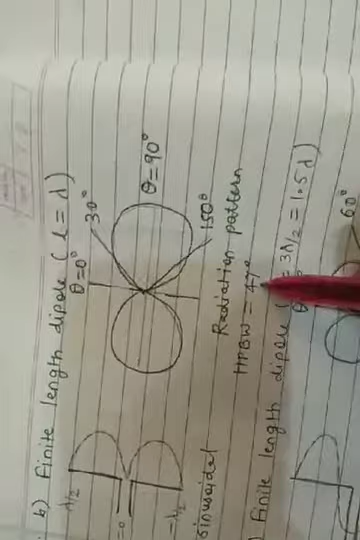 b) Finite length dipole (l = λ)
λ/2
θ=0°
30°
θ=90°
150°
-λ/2
sinusoidal
Radiation pattern
HPBW = 47°
Finite length dipole = 3λ/2 = 1.5λ)
60°